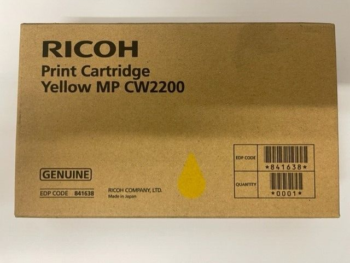 RICOH
Print Cartridge
Yellow MP CW2200
GENUINE
EDP CODE 841638
RICOH COMPANY, LTD.
Made in Japan
EDP CODE
*841638*
QUANTITY
*0001*